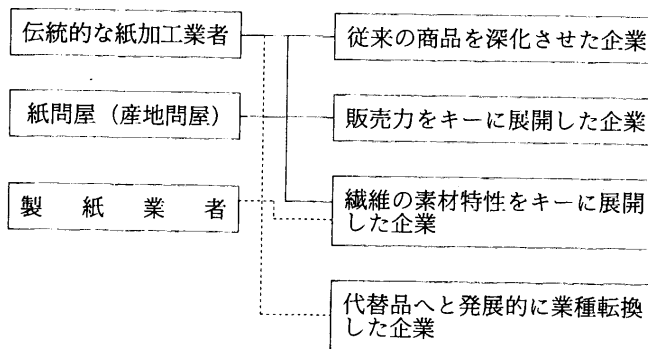 伝統的な紙加工業者
紙問屋（産地問屋）
製紙業者
従来の商品を深化させた企業
販売力をキーに展開した企業
繊維の素材特性をキーに展開
した企業
代替品へと発展的に業種転換
した企業